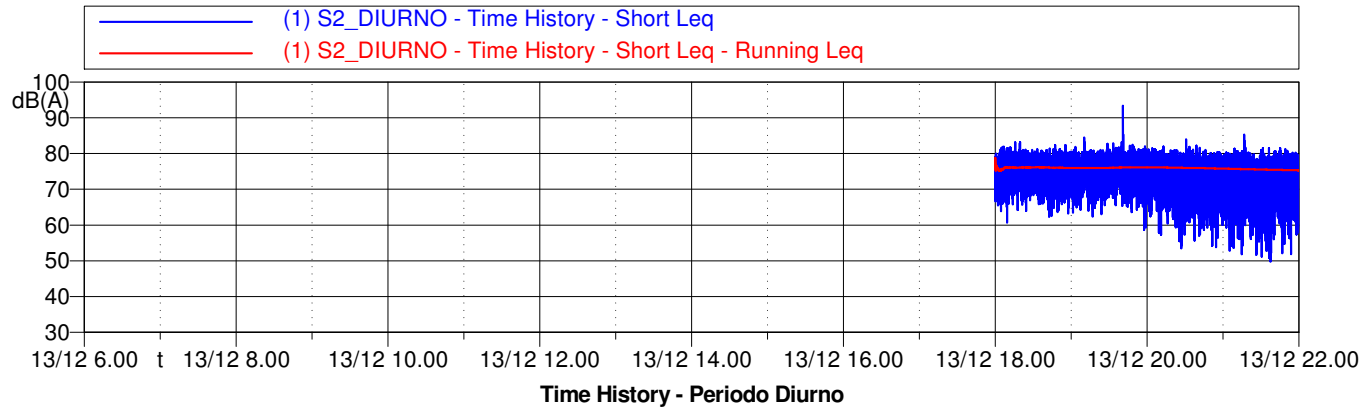 (1) S2_DIURNO - Time History - Short Leq
(1) S2_DIURNO - Time History - Short Leq - Running Leq
100
dB(A)
90
80
70
60
50
40
30
13/12 6.00 t 13/12 8.00 13/12 10.00 13/12 12.00 13/12 14.00 13/12 16.00 13/12 18.00 13/12 20.00 13/12 22.00
Time History - Periodo Diurno